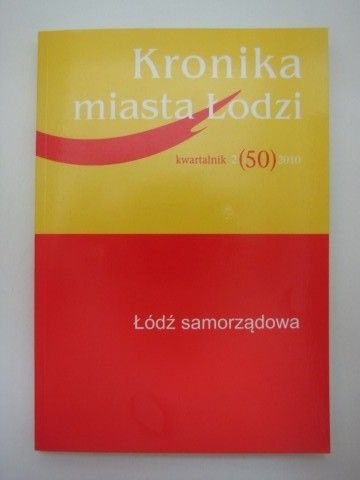 Kronika
miasta Łodzi
kwartalnik 2(50)2010
Łódź samorządowa